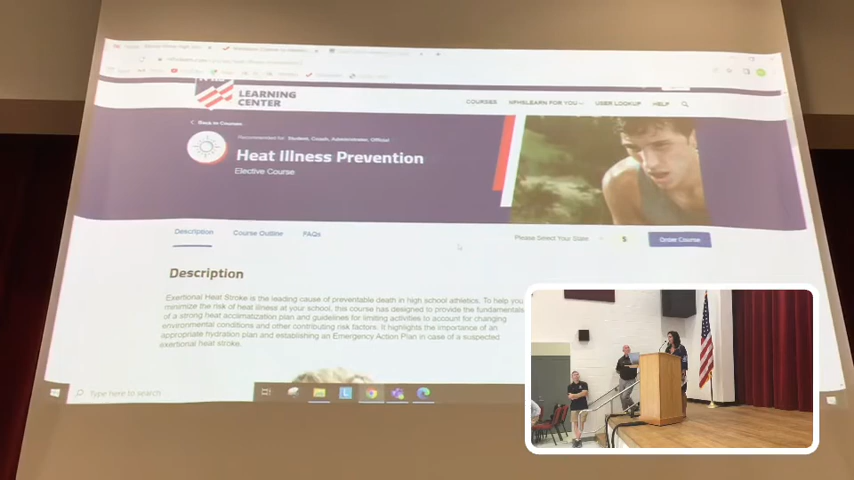 LEARNING
CENTER
COURSES
NFHSLEARN FOR YOU
USER LOOKUP
HELP
Back to Courses
Recommended for: Student, Coach, Administrator, Official
Heat Illness Prevention
Elective Course
Description
Course Outline
FAQs
Please Select Your State
$
Order Course
Description
Exertional Heat Stroke is the leading cause of preventable death in high school athletics. To help you
minimize the risk of heat illness at your school, this course has designed to provide the fundamentals
of a strong heat acclimatization plan and guidelines for limiting activities to account for changing
environmental conditions and other contributing risk factors. It highlights the importance of an
appropriate hydration plan and establishing an Emergency Action Plan in case of a suspected
exertional heat stroke.
Type here to search